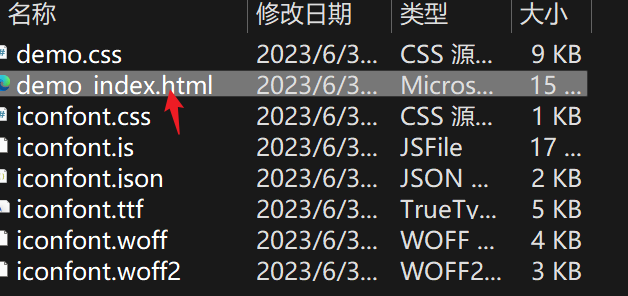 名称 修改日期 类型 大小
demo.css 2023/6/3... CSS 源... 9 KB
demo_index.html 2023/6/3... Micros... 15 ...
iconfont.css 2023/6/3... CSS 源... 1 KB
iconfont.js 2023/6/3... JSFile 17 ...
iconfont.json 2023/6/3... JSON ... 2 KB
iconfont.ttf 2023/6/3... TrueTy... 5 KB
iconfont.woff 2023/6/3... WOFF ... 4 KB
iconfont.woff2 2023/6/3... WOFF2... 3 KB